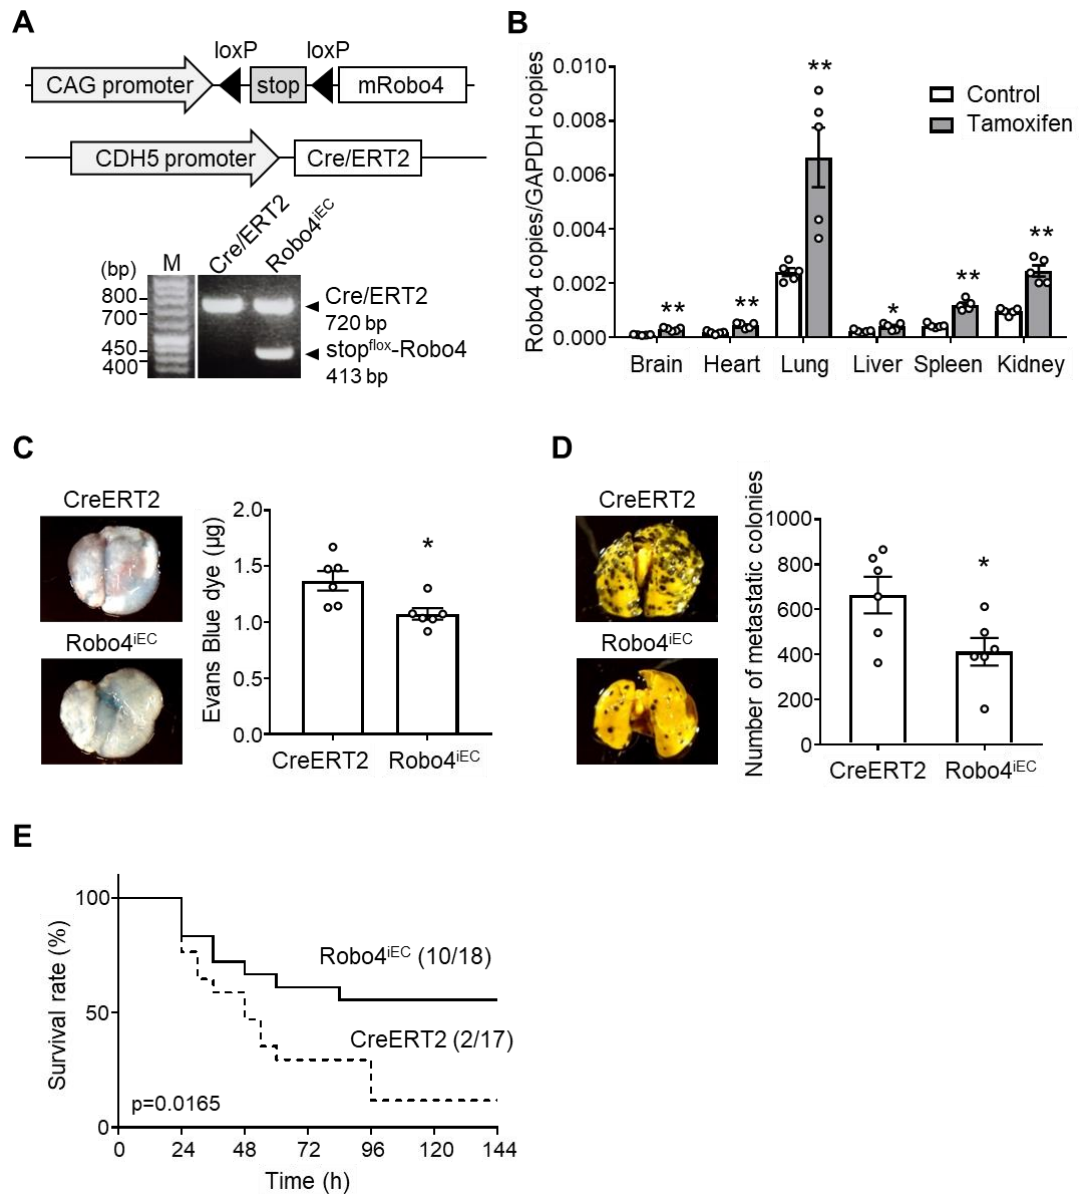 A
loxP loxP
CAG promoter stop mRobo4
CDH5 promoter Cre/ERT2
Cre/ERT2 Robo4iEC
(bp) M
800
700
450
400
Cre/ERT2
720 bp
stopflox-Robo4
413 bp
B
Robo4 copies/GAPDH copies
0.010
0.008
0.006
0.004
0.002
0.000
Control
Tamoxifen
** ** ** * ** **
Brain Heart Lung Liver Spleen Kidney
C
CreERT2
Robo4iEC
Evans Blue dye (µg)
2.0
1.5
1.0
0.5
0.0
*
CreERT2 Robo4iEC
D
CreERT2
Robo4iEC
Number of metastatic colonies
1000
800
600
400
200
0
*
CreERT2 Robo4iEC
E
Survival rate (%)
100
50
0
Robo4iEC (10/18)
CreERT2 (2/17)
p=0.0165
0 24 48 72 96 120 144
Time (h)